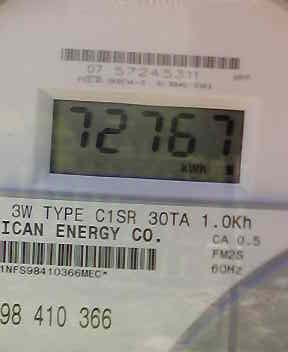 07 57245311
72767
kWH
3W TYPE C1SR 30TA 1.0Kh
ICAN ENERGY CO.
CA 0.5
FM2S
60Hz
1NFS98410366MEC*
98 410 366